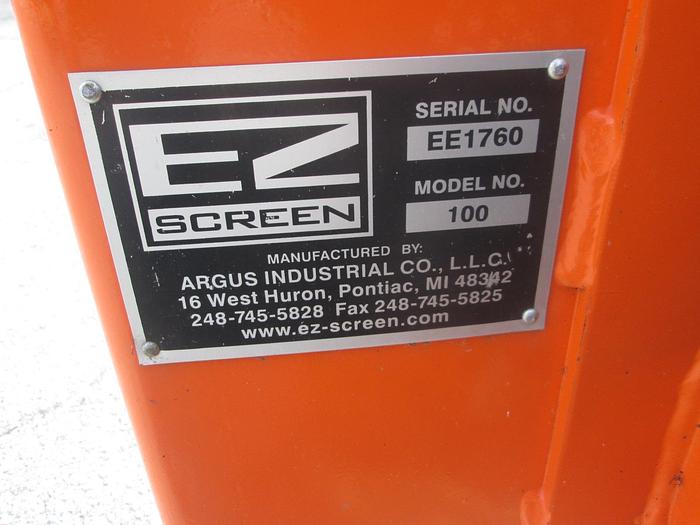 EZ
SCREEN
SERIAL NO.
EE1760
MODEL NO.
100
MANUFACTURED BY:
ARGUS INDUSTRIAL CO., L.L.C.
16 West Huron, Pontiac, MI 48342
248-745-5828 Fax 248-745-5825
www.ez-screen.com